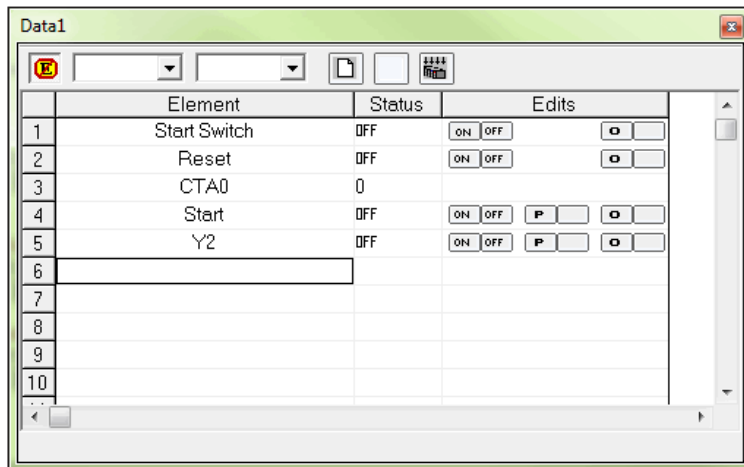 Data1
E
Element Status Edits
1 Start Switch OFF ON OFF O
2 Reset OFF ON OFF O
3 CTA0 0
4 Start OFF ON OFF P O
5 Y2 OFF ON OFF P O
6
7
8
9
10